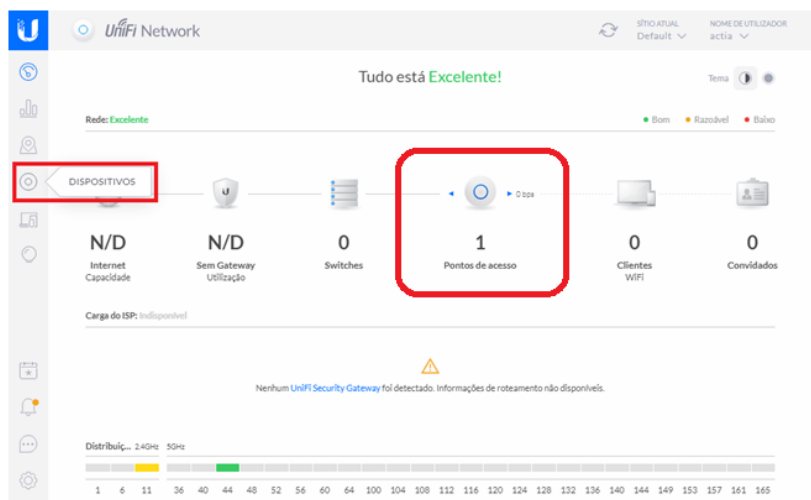 UniFi Network
SÍTIO ATUAL
Default
NOME DE UTILIZADOR
actia
Tudo está Excelente!
Tema
Rede: Excelente
Bom
Razoável
Baixo
DISPOSITIVOS
0 bps
N/D
N/D
0
1
0
0
Internet
Sem Gateway
Switches
Pontos de acesso
Clientes
Convidados
Capacidade
Utilização
WiFi
Carga do ISP: Indisponível
Nenhum UniFi Security Gateway foi detectado. Informações de roteamento não disponíveis.
Distribuiç... 2.4GHz 5GHz
1 6 11 36 40 44 48 52 56 60 64 100 104 108 112 116 120 124 128 132 136 140 144 149 153 157 161 165